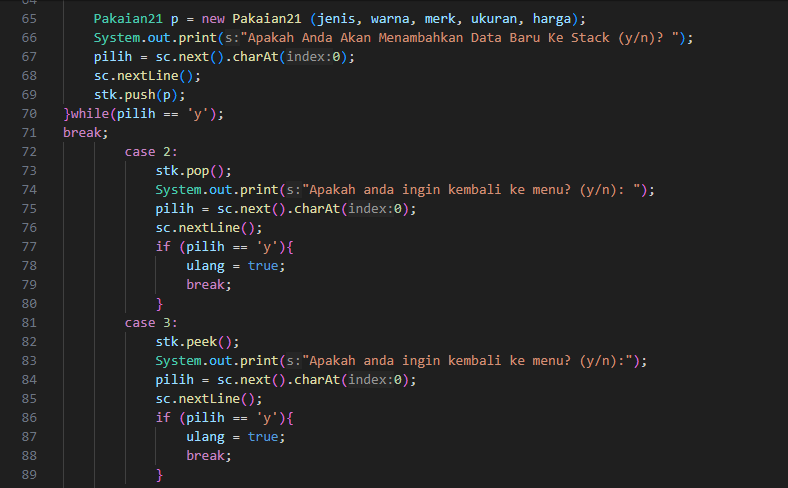 65 Pakaian21 p = new Pakaian21 (jenis, warna, merk, ukuran, harga);
66 System.out.print(s:"Apakah Anda Akan Menambahkan Data Baru Ke Stack (y/n)? ");
67 pilih = sc.next().charAt(index:0);
68 sc.nextLine();
69 stk.push(p);
70 }while(pilih == 'y');
71 break;
72 case 2:
73 stk.pop();
74 System.out.print(s:"Apakah anda ingin kembali ke menu? (y/n): ");
75 pilih = sc.next().charAt(index:0);
76 sc.nextLine();
77 if (pilih == 'y'){
78 ulang = true;
79 break;
80 }
81 case 3:
82 stk.peek();
83 System.out.print(s:"Apakah anda ingin kembali ke menu? (y/n):");
84 pilih = sc.next().charAt(index:0);
85 sc.nextLine();
86 if (pilih == 'y'){
87 ulang = true;
88 break;
89 }